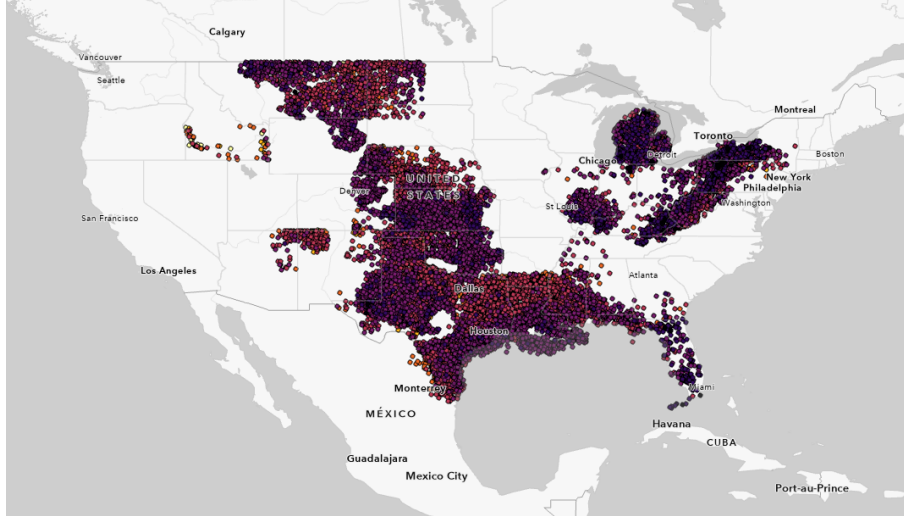 Calgary
Vancouver
Seattle
Montreal
Toronto
Boston
Detroit
Chicago
New York
Philadelphia
UNITED
STATES
Denver
Washington
St Louis
San Francisco
Los Angeles
Atlanta
Dallas
Houston
Monterrey
Miami
MÉXICO
Havana
CUBA
Guadalajara
Mexico City
Port-au-Prince